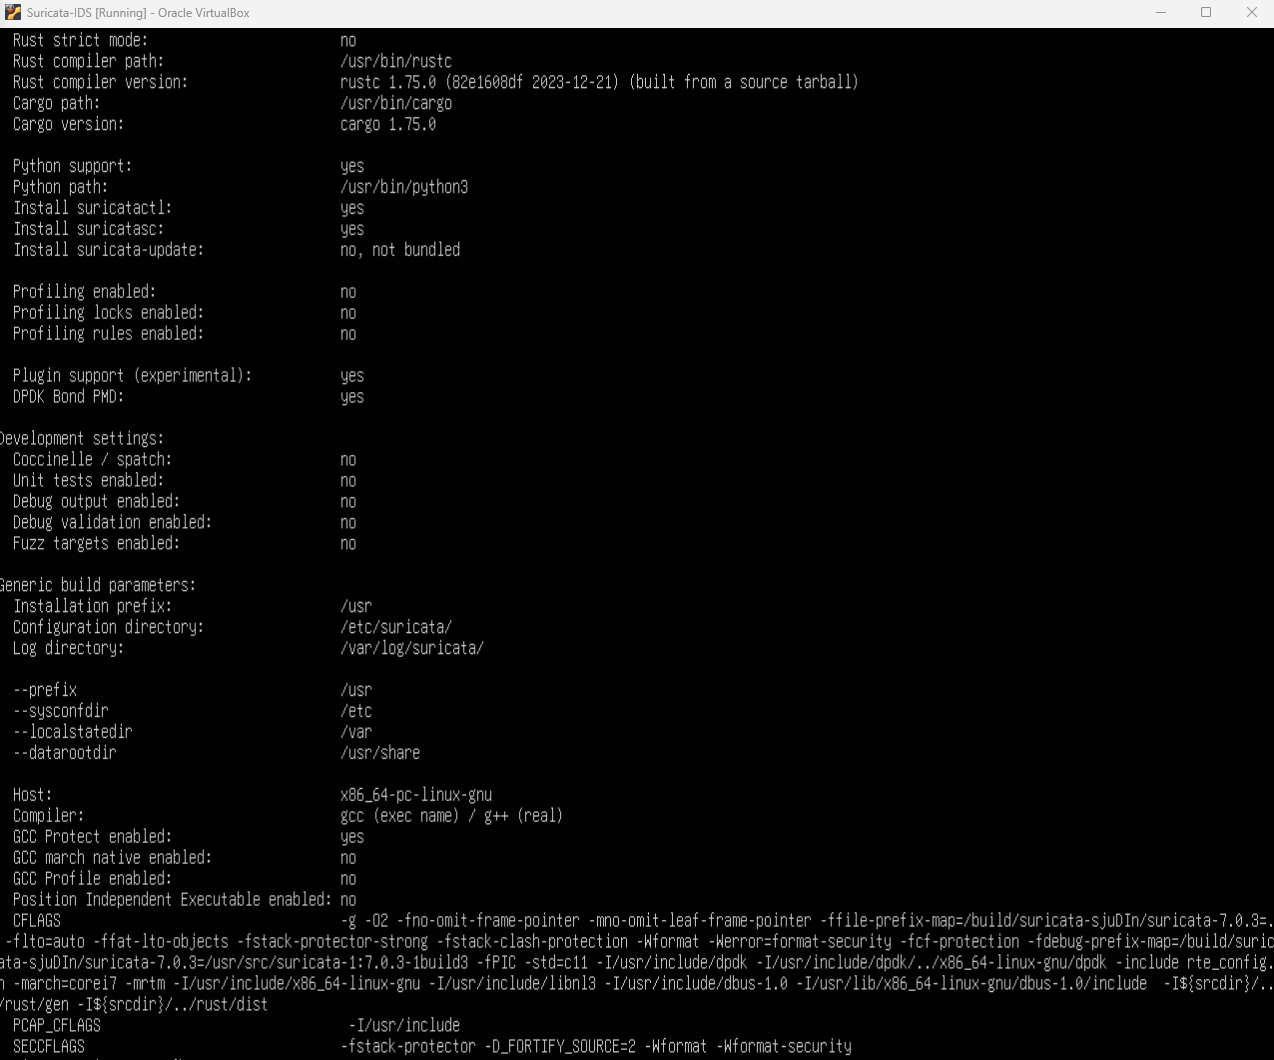 Suricata-IDS [Running] - Oracle VirtualBox
Rust strict mode: no
Rust compiler path: /usr/bin/rustc
Rust compiler version: rustc 1.75.0 (82e1608df 2023-12-21) (built from a source tarball)
Cargo path: /usr/bin/cargo
Cargo version: cargo 1.75.0
Python support: yes
Python path: /usr/bin/python3
Install suricatactl: yes
Install suricatasc: yes
Install suricata-update: no, not bundled
Profiling enabled: no
Profiling locks enabled: no
Profiling rules enabled: no
Plugin support (experimental): yes
DPDK Bond PMD: yes
Development settings:
Coccinelle / spatch: no
Unit tests enabled: no
Debug output enabled: no
Debug validation enabled: no
Fuzz targets enabled: no
Generic build parameters:
Installation prefix: /usr
Configuration directory: /etc/suricata/
Log directory: /var/log/suricata/
--prefix /usr
--sysconfdir /etc
--localstatedir /var
--datarootdir /usr/share
Host: x86_64-pc-linux-gnu
Compiler: gcc (exec name) / g++ (real)
GCC Protect enabled: yes
GCC march native enabled: no
GCC Profile enabled: no
Position Independent Executable enabled: no
CFLAGS -g -O2 -fno-omit-frame-pointer -mno-omit-leaf-frame-pointer -ffile-prefix-map=/build/suricata-sjuDIn/suricata-7.0.3=.
-flto=auto -ffat-lto-objects -fstack-protector-strong -fstack-clash-protection -Wformat -Werror=format-security -fcf-protection -fdebug-prefix-map=/build/suric
ata-sjuDIn/suricata-7.0.3=/usr/src/suricata-1:7.0.3-1build3 -fPIC -std=c11 -I/usr/include/dpdk -I/usr/include/dpdk/../x86_64-linux-gnu/dpdk -include rte_config.
h -march=corei7 -mrtm -I/usr/include/x86_64-linux-gnu -I/usr/include/libnl3 -I/usr/include/dbus-1.0 -I/usr/lib/x86_64-linux-gnu/dbus-1.0/include -I${srcdir}/..
/rust/gen -I${srcdir}/../rust/dist
PCAP_CFLAGS -I/usr/include
SECCFLAGS -fstack-protector -D_FORTIFY_SOURCE=2 -Wformat -Wformat-security